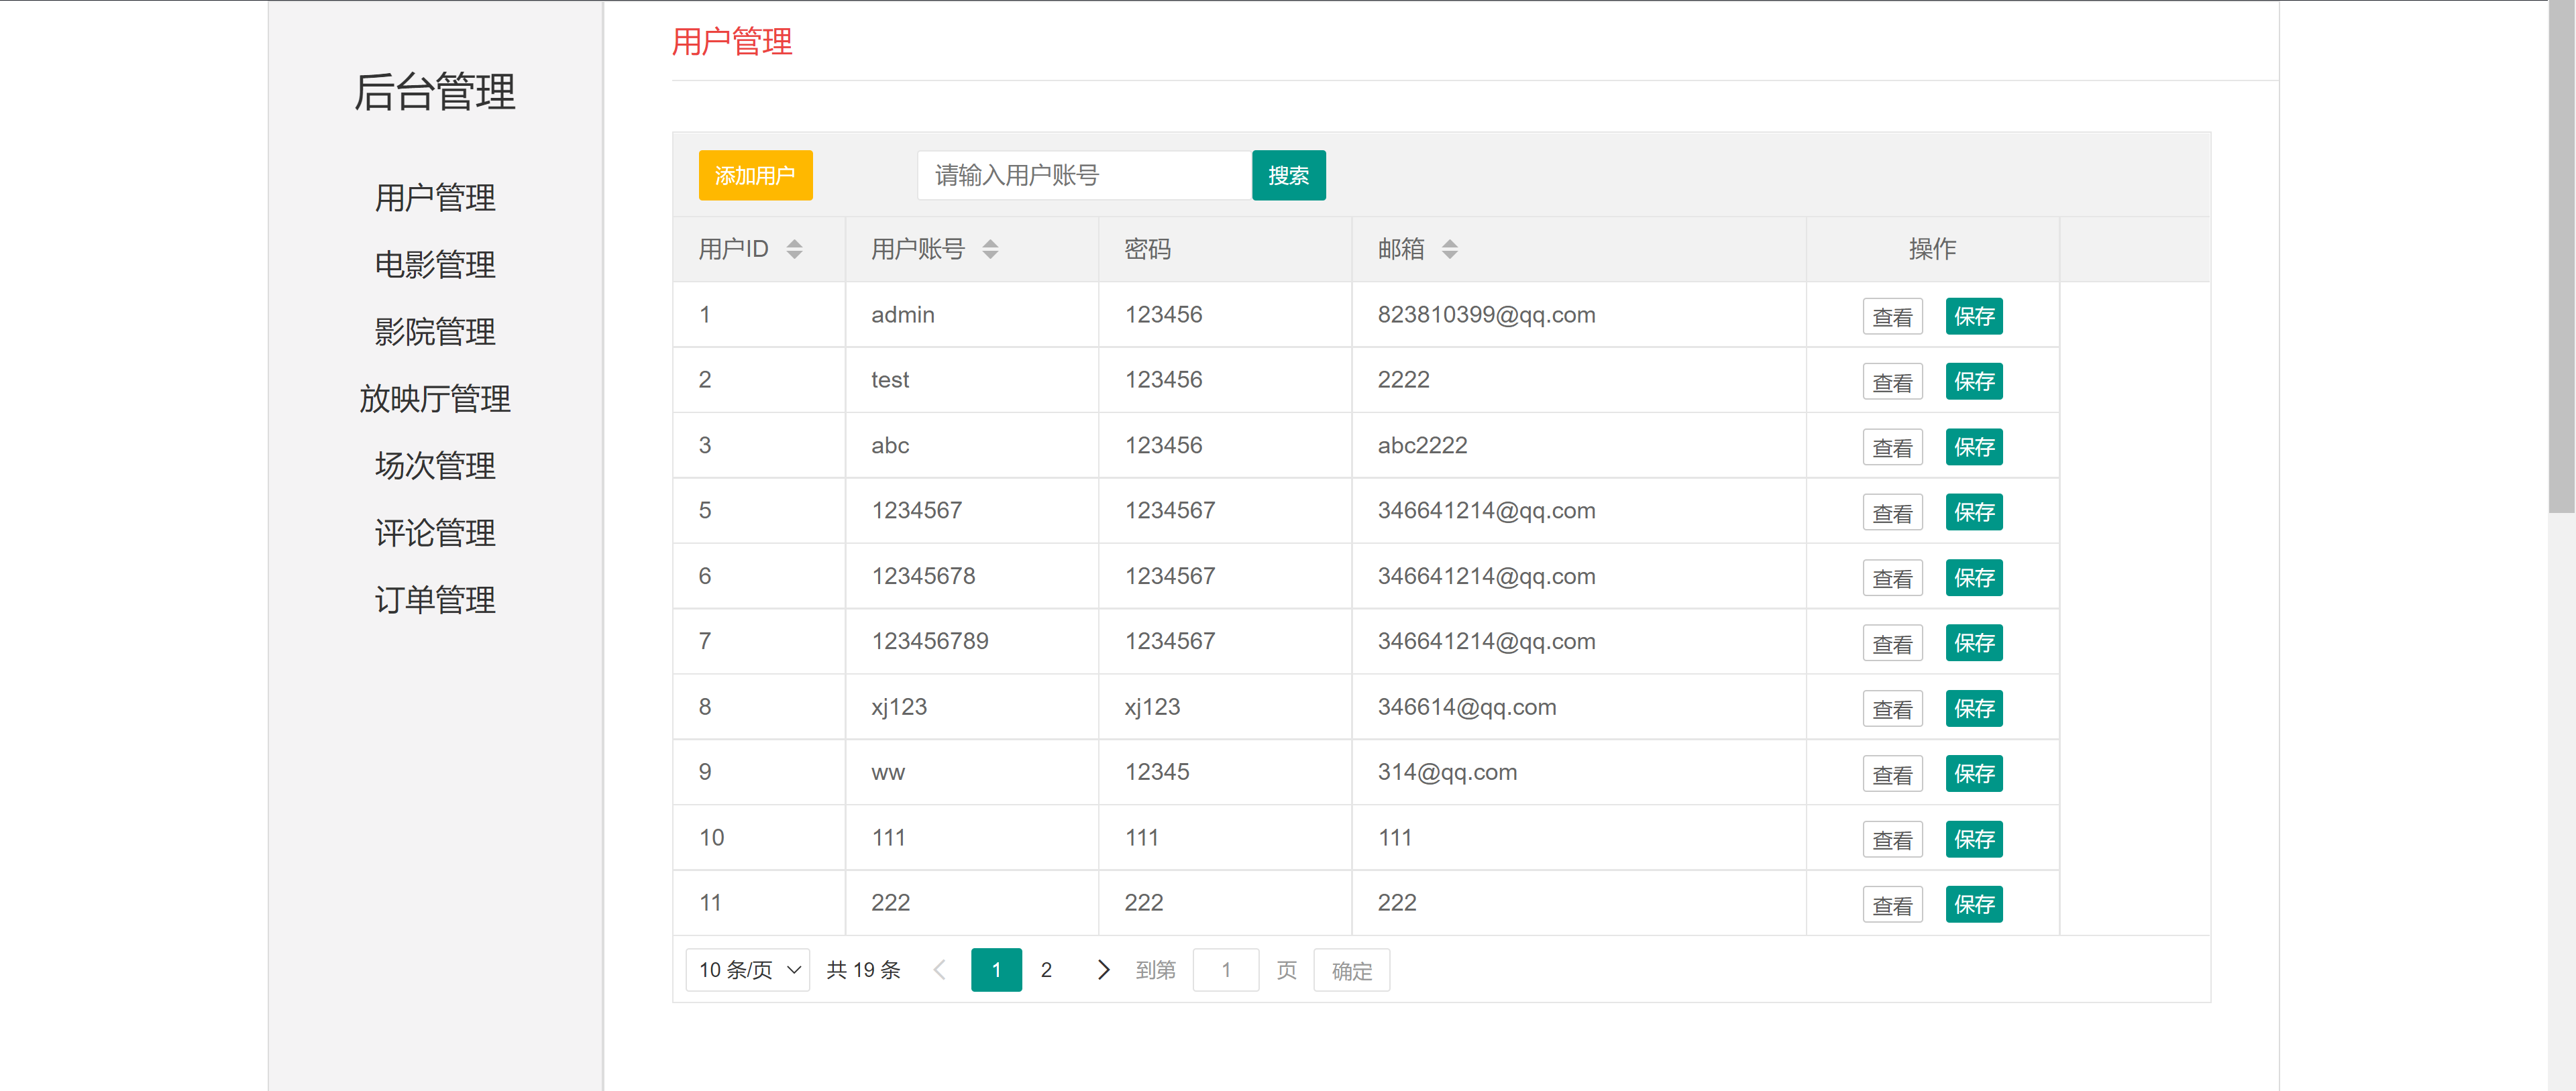 后台管理
用户管理
电影管理
影院管理
放映厅管理
场次管理
评论管理
订单管理
用户管理
添加用户 请输入用户账号 搜索
用户ID 用户账号 密码 邮箱 操作
1 admin 123456 823810399@qq.com 查看 保存
2 test 123456 2222 查看 保存
3 abc 123456 abc2222 查看 保存
5 1234567 1234567 346641214@qq.com 查看 保存
6 12345678 1234567 346641214@qq.com 查看 保存
7 123456789 1234567 346641214@qq.com 查看 保存
8 xj123 xj123 346614@qq.com 查看 保存
9 ww 12345 314@qq.com 查看 保存
10 111 111 111 查看 保存
11 222 222 222 查看 保存
10 条/页 共 19 条 1 2 到第 1 页 确定